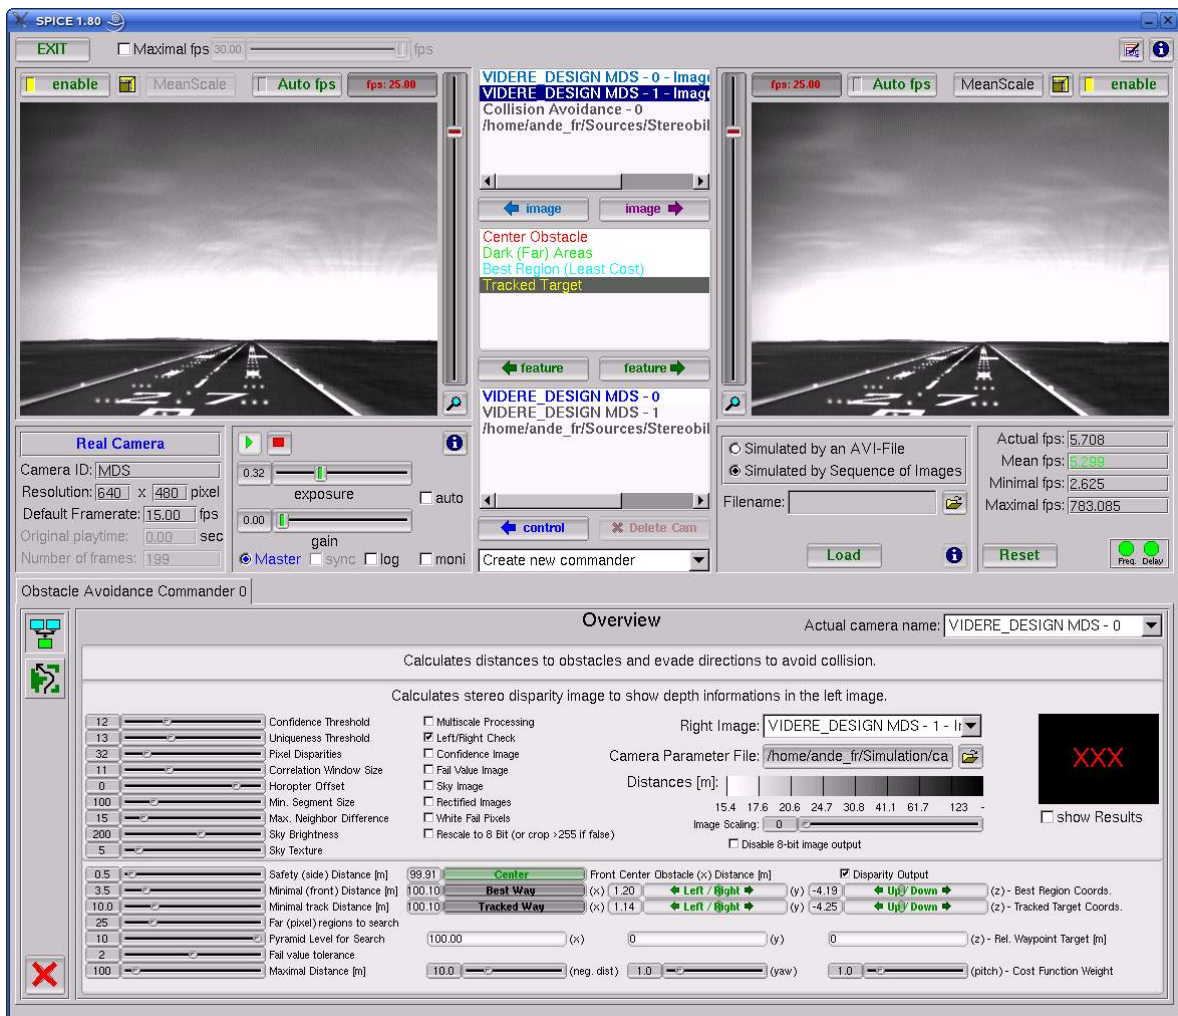 SPICE 1.80
EXIT Maximal fps 30.00 fps
enable MeanScale Auto fps fps: 25.00
VIDERE_DESIGN MDS - 0 - Imag
VIDERE_DESIGN MDS - 1 - Imag
Collision Avoidance - 0
/home/ande_fr/Sources/Stereobil
fps: 25.00 Auto fps MeanScale enable
image image
Center Obstacle
Dark (Far) Areas
Best Region (Least Cost)
Tracked Target
feature feature
VIDERE_DESIGN MDS - 0
VIDERE_DESIGN MDS - 1
/home/ande_fr/Sources/Stereobil
control Delete Cam
Create new commander
Real Camera
Camera ID: MDS
Resolution: 640 x 480 pixel
Default Framerate: 15.00 fps
Original playtime: 0.00 sec
Number of frames: 199
0.32
exposure
auto
0.00
gain
Master sync log moni
Simulated by an AVI-File
Simulated by Sequence of Images
Filename:
Load
Actual fps: 5.708
Mean fps: 5.299
Minimal fps: 2.625
Maximal fps: 783.085
Reset
Freq. Delay
Obstacle Avoidance Commander 0
Overview
Actual camera name: VIDERE_DESIGN MDS - 0
Calculates distances to obstacles and evade directions to avoid collision.
Calculates stereo disparity image to show depth informations in the left image.
12 Confidence Threshold
13 Uniqueness Threshold
32 Pixel Disparities
11 Correlation Window Size
0 Horopter Offset
100 Min. Segment Size
15 Max. Neighbor Difference
200 Sky Brightness
5 Sky Texture
Multiscale Processing
Left/Right Check
Confidence Image
Fail Value Image
Sky Image
Rectified Images
White Fail Pixels
Rescale to 8 Bit (or crop >255 if false)
Right Image: VIDERE_DESIGN MDS - 1 - Ir
Camera Parameter File: /home/ande_fr/Simulation/ca
Distances [m]:
15.4 17.6 20.6 24.7 30.8 41.1 61.7 123 -
Image Scaling: 0
Disable 8-bit image output
XXX
show Results
0.5 Safety (side) Distance [m] 99.91 Center Front Center Obstacle (x) Distance [m] Disparity Output
3.5 Minimal (front) Distance [m] 100.10 Best Way (x) 1.20 Left / Right (y) -4.19 Up / Down (z) - Best Region Coords.
10.0 Minimal track Distance [m] 100.10 Tracked Way (x) 1.14 Left / Right (y) -4.25 Up / Down (z) - Tracked Target Coords.
25 Far (pixel) regions to search
10 Pyramid Level for Search 100.00 (x) 0 (y) 0 (z) - Rel. Waypoint Target [m]
2 Fail value tolerance
100 Maximal Distance [m] 10.0 (neg. dist) 1.0 (yaw) 1.0 (pitch) - Cost Function Weight